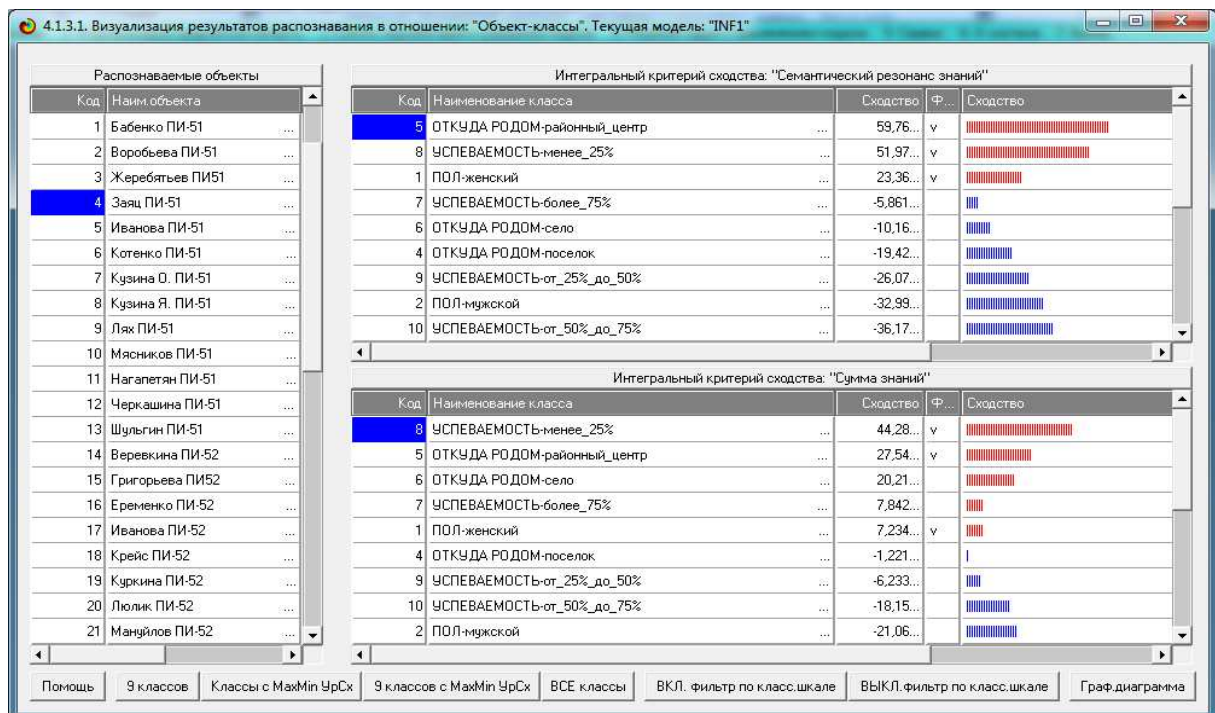 4.1.3.1. Визуализация результатов распознавания в отношении: "Объект-классы". Текущая модель: "INF1"
Распознаваемые объекты
Код Наим.объекта
1 Бабенко ПИ-51 ...
2 Воробьева ПИ-51 ...
3 Жеребятьев ПИ51 ...
4 Заяц ПИ-51 ...
5 Иванова ПИ-51 ...
6 Котенко ПИ-51 ...
7 Кузина О. ПИ-51 ...
8 Кузина Я. ПИ-51 ...
9 Лях ПИ-51 ...
10 Мясников ПИ-51 ...
11 Нагапетян ПИ-51 ...
12 Черкашина ПИ-51 ...
13 Шульгин ПИ-51 ...
14 Веревкина ПИ-52 ...
15 Григорьева ПИ52 ...
16 Еременко ПИ-52 ...
17 Иванова ПИ-52 ...
18 Крейс ПИ-52 ...
19 Куркина ПИ-52 ...
20 Люлик ПИ-52 ...
21 Мануйлов ПИ-52 ...
Интегральный критерий сходства: "Семантический резонанс знаний"
Код Наименование класса Сходство Ф... Сходство
5 ОТКУДА РОДОМ-районный_центр ... 59,76... v
8 УСПЕВАЕМОСТЬ-менее_25% ... 51,97... v
1 ПОЛ-женский ... 23,36... v
7 УСПЕВАЕМОСТЬ-более_75% ... -5,861...
6 ОТКУДА РОДОМ-село ... -10,16...
4 ОТКУДА РОДОМ-поселок ... -19,42...
9 УСПЕВАЕМОСТЬ-от_25%_до_50% ... -26,07...
2 ПОЛ-мужской ... -32,99...
10 УСПЕВАЕМОСТЬ-от_50%_до_75% ... -36,17...
Интегральный критерий сходства: "Сумма знаний"
Код Наименование класса Сходство Ф... Сходство
8 УСПЕВАЕМОСТЬ-менее_25% ... 44,28... v
5 ОТКУДА РОДОМ-районный_центр ... 27,54... v
6 ОТКУДА РОДОМ-село ... 20,21...
7 УСПЕВАЕМОСТЬ-более_75% ... 7,842...
1 ПОЛ-женский ... 7,234... v
4 ОТКУДА РОДОМ-поселок ... -1,221...
9 УСПЕВАЕМОСТЬ-от_25%_до_50% ... -6,233...
10 УСПЕВАЕМОСТЬ-от_50%_до_75% ... -18,15...
2 ПОЛ-мужской ... -21,06...
Помощь 9 классов Классы с MaxMin УрСх 9 классов с MaxMin УрСх ВСЕ классы ВКЛ. фильтр по класс.шкале ВЫКЛ.фильтр по класс.шкале Граф.диаграмма